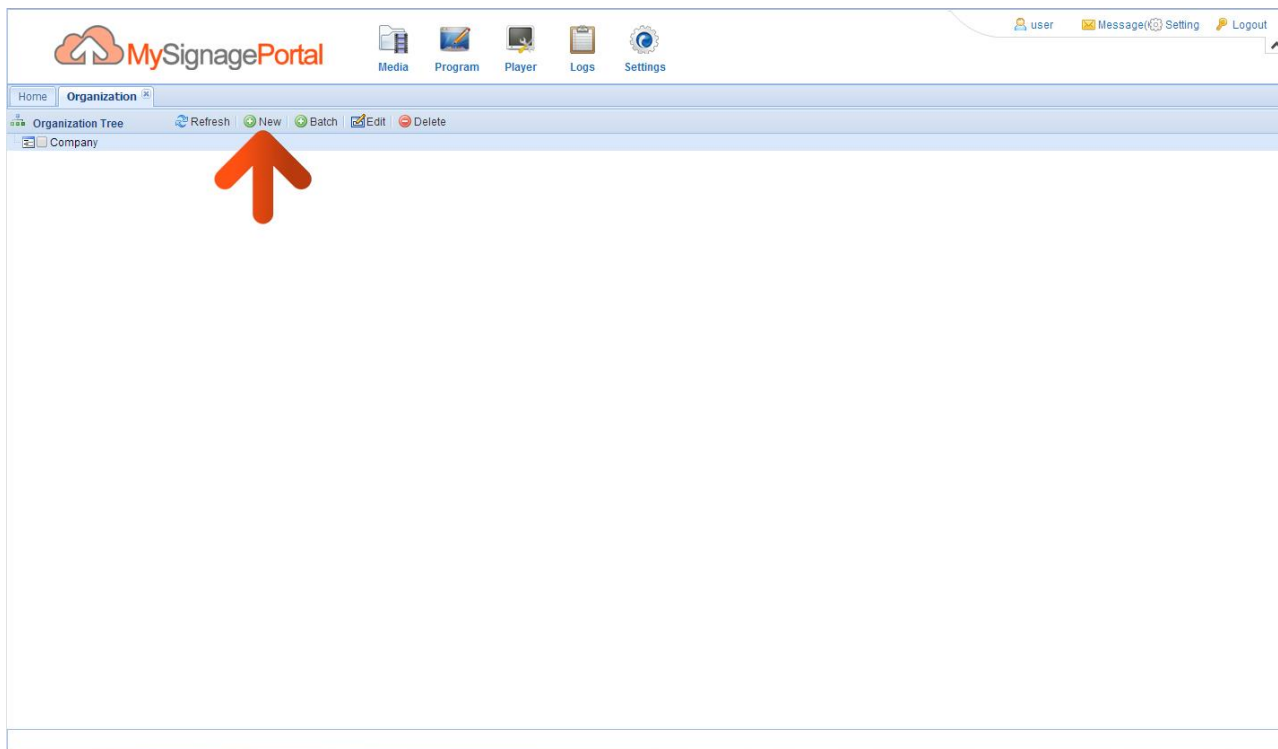 user Message( Setting Logout
MySignagePortal
Media Program Player Logs Settings
Home Organization
Organization Tree Refresh New Batch Edit Delete
Company